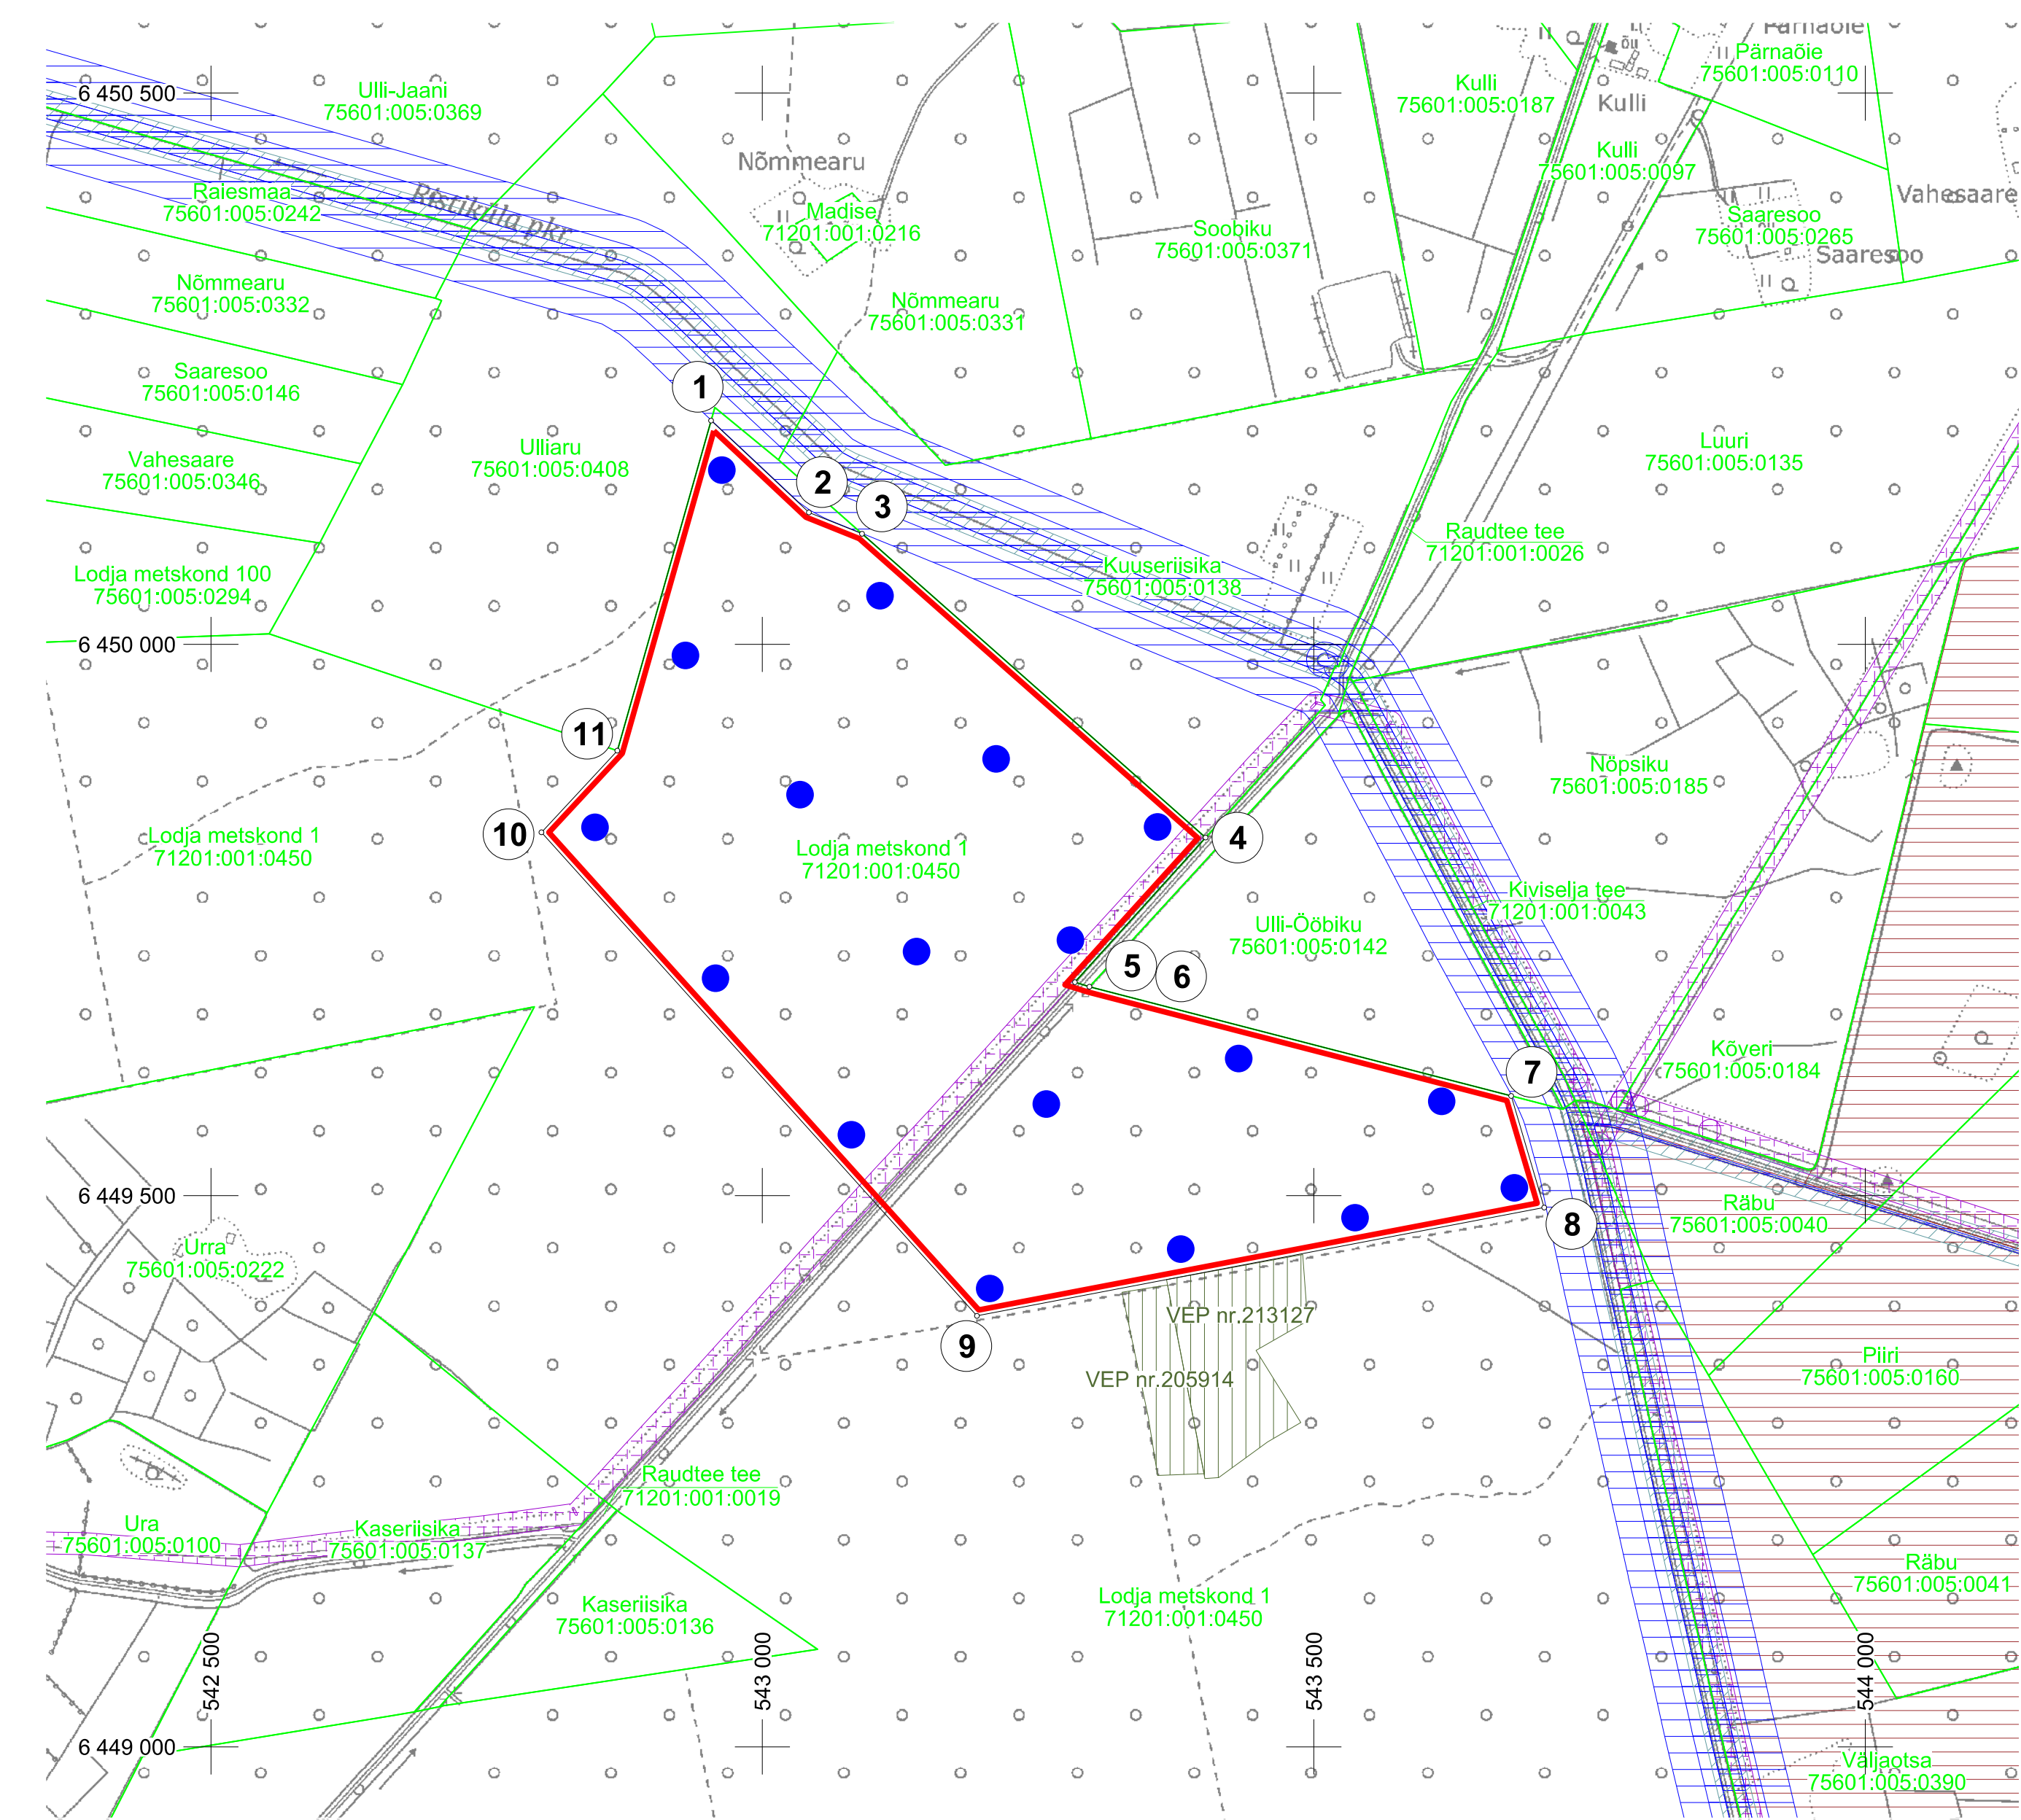 Pärnaõie
Pärnaõie
75601:005:0110
õu
6 450 500
Ulli-Jaani
75601:005:0369
Kulli
75601:005:0187
Kulli
Kulli
75601:005:0097
Nõmmearu
Raiesmaa
75601:005:0242
Ristiküla pkr
Madise
71201:001:0216
Soobiku
75601:005:0371
Saaresoo
75601:005:0265
Vahesaare
Saaresoo
Nõmmearu
75601:005:0332
Nõmmearu
75601:005:0331
Saaresoo
75601:005:0146
1
Ulliaru
75601:005:0408
Luuri
75601:005:0135
Vahesaare
75601:005:0346
2
3
Raudtee tee
71201:001:0026
Lodja metskond 100
75601:005:0294
Kuuseriisika
75601:005:0138
6 450 000
11
Nõpsiku
75601:005:0185
10
Lodja metskond 1
71201:001:0450
Lodja metskond 1
71201:001:0450
4
Kiviselja tee
71201:001:0043
Ulli-Ööbiku
75601:005:0142
5
6
7
Kõveri
75601:005:0184
6 449 500
8
Räbu
75601:005:0040
Urra
75601:005:0222
VEP nr.213127
9
VEP nr.205914
Piiri
75601:005:0160
Raudtee tee
71201:001:0019
Ura
75601:005:0100
Kaseriisika
75601:005:0137
Räbu
75601:005:0041
Kaseriisika
75601:005:0136
Lodja metskond 1
71201:001:0450
542 500
543 000
543 500
544 000
6 449 000
Väljaotsa
75601:005:0390